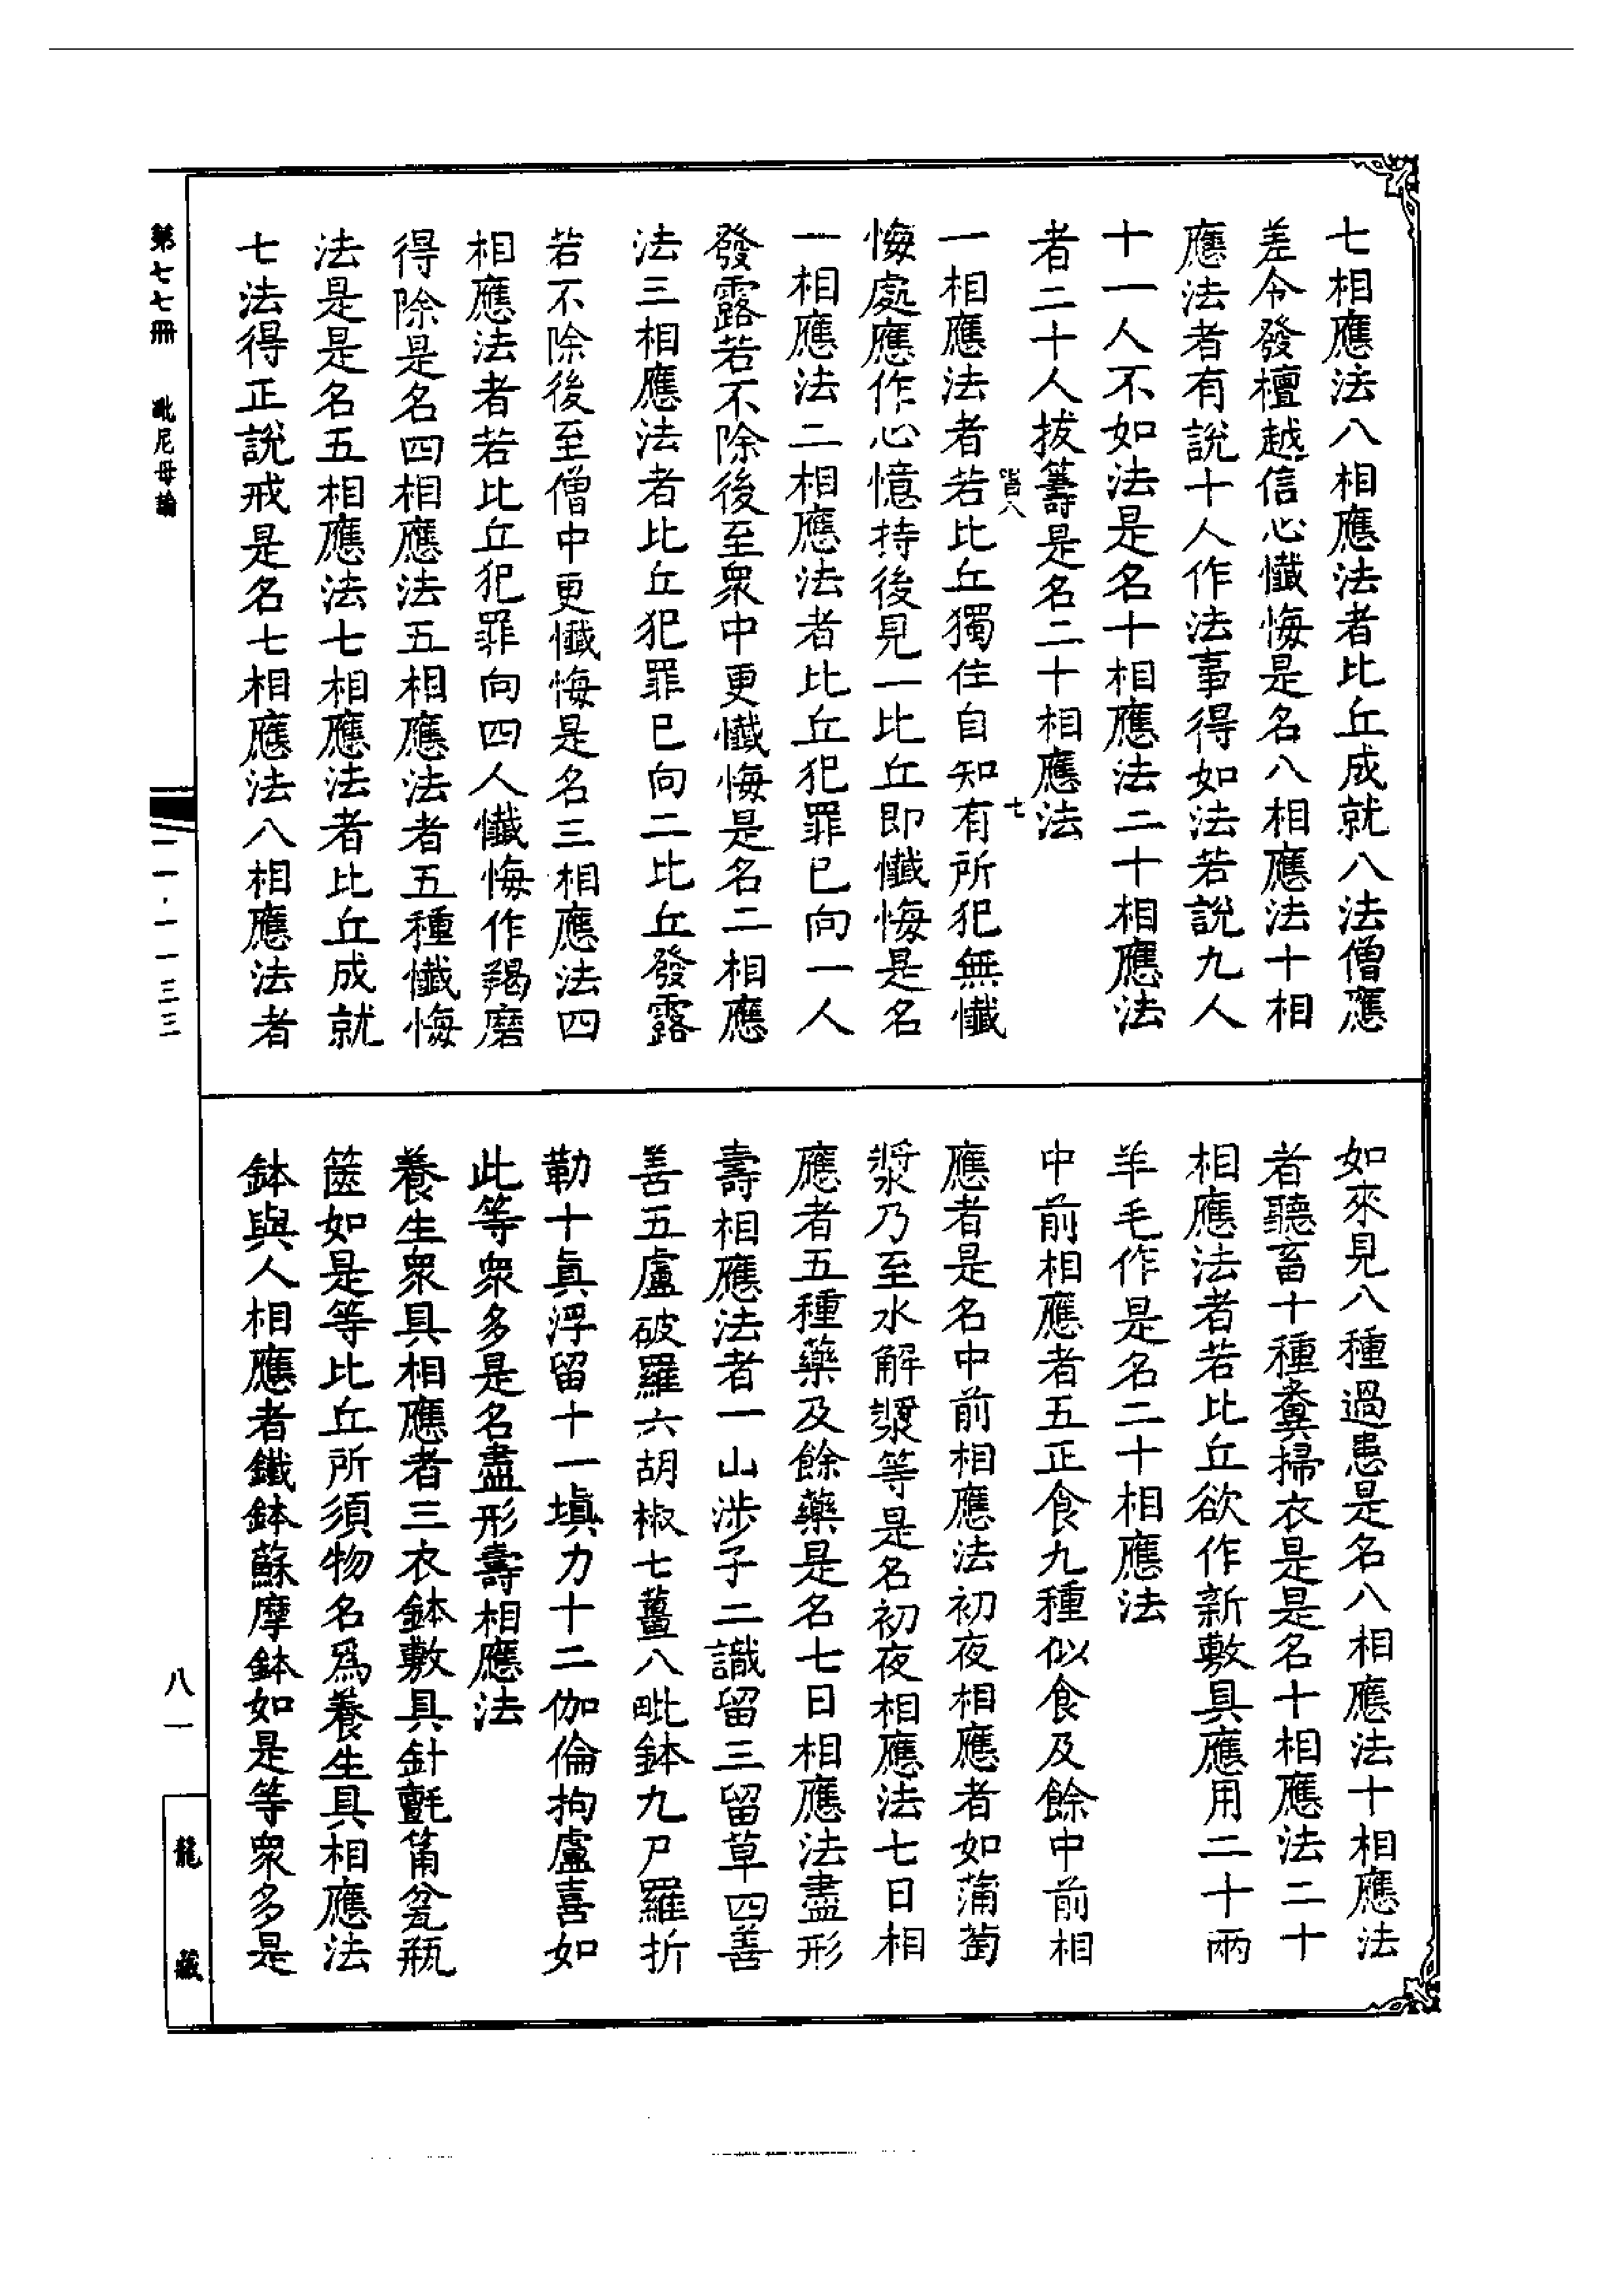 七相應法八相應法者比丘成就八法僧應
差令發檀越信心懺悔是名八相應法十相
應法者有說十人作法事得如法若說九人
十一人不如法是名十相應法二十相應法
者二十人拔籌是名二十相應法
一相應法者若比丘獨住自知有所犯無懺
悔處應作心憶持後見一比丘即懺悔是名
一相應法二相應法者比丘犯罪已向一人
發露若不除後至眾中更懺悔是名二相應
法三相應法者比丘犯罪已向二比丘發露
若不除後至僧中更懺悔是名三相應法四
相應法者若比丘犯罪向四人懺悔作羯磨
得除是名四相應法五相應法者五種懺悔
法是是名五相應法七相應法者比丘成就
七法得正說戒是名七相應法八相應法者
如來見八種過患是名八相應法十相應法
者聽畜十種糞掃衣是是名十相應法二十
相應法者若比丘欲作新敷具應用二十兩
羊毛作是名二十相應法
中前相應者五正食九種似食及餘中前相
應者是名中前相應法初夜相應者如蒲萄
漿乃至水解漿等是名初夜相應法七日相
應者五種藥及餘藥是名七日相應法盡形
壽相應法者一山涉子二識留三留草四善
善五盧破羅六胡椒七薑八毗鉢九尸羅折
勒十真浮留十一填力十二伽倫拘盧喜如
此等眾多是名盡形壽相應法
養生眾具相應者三衣鉢敷具針氈筩瓫瓶
篋如是等比丘所須物名為養生具相應法
鉢與人相應者鐵鉢蘇摩鉢如是等眾多是
第七七冊 毗尼母論
二一·一一三三
八一
龍藏
七